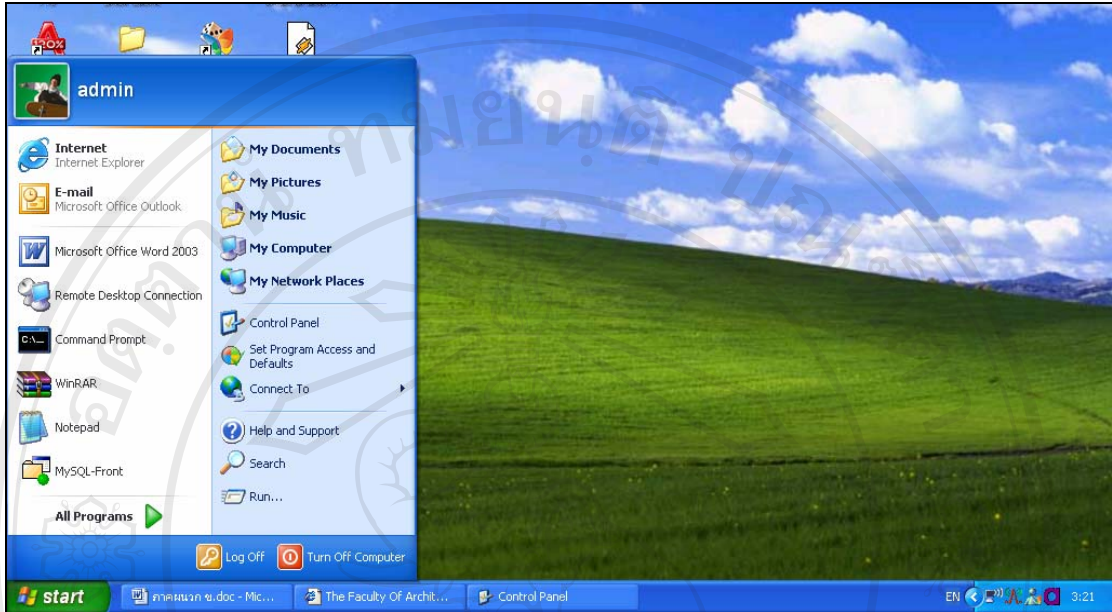 120%
admin
Internet
Internet Explorer
E-mail
Microsoft Office Outlook
Microsoft Office Word 2003
Remote Desktop Connection
C:\_
Command Prompt
WinRAR
Notepad
MySQL-Front
All Programs
My Documents
My Pictures
My Music
My Computer
My Network Places
Control Panel
Set Program Access and
Defaults
Connect To
Help and Support
Search
Run...
Log Off
Turn Off Computer
start
ภาคผนวก ข.doc - Mic...
The Faculty Of Archit...
Control Panel
EN
3:21